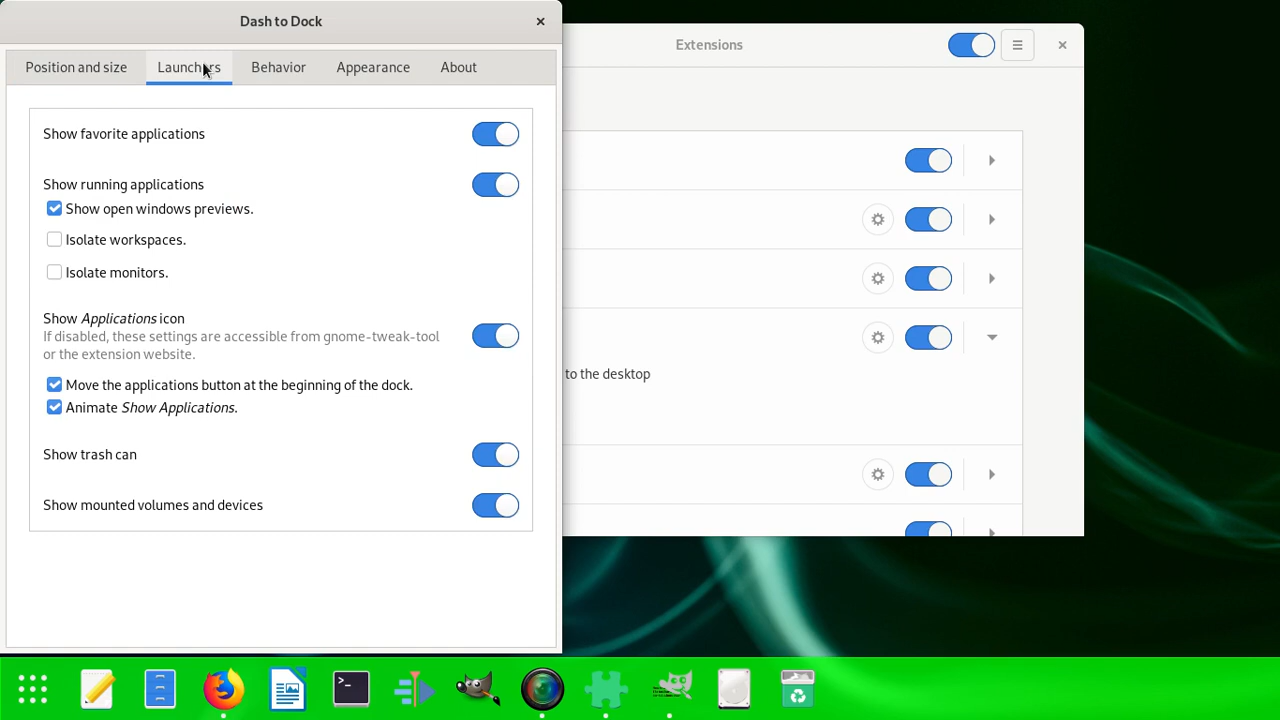 Dash to Dock
Extensions
Position and size
Launchers
Behavior
Appearance
About
Show favorite applications
Show running applications
Show open windows previews.
Isolate workspaces.
Isolate monitors.
Show Applications icon
If disabled, these settings are accessible from gnome-tweak-tool
or the extension website.
to the desktop
Move the applications button at the beginning of the dock.
Animate Show Applications.
Show trash can
Show mounted volumes and devices
>_